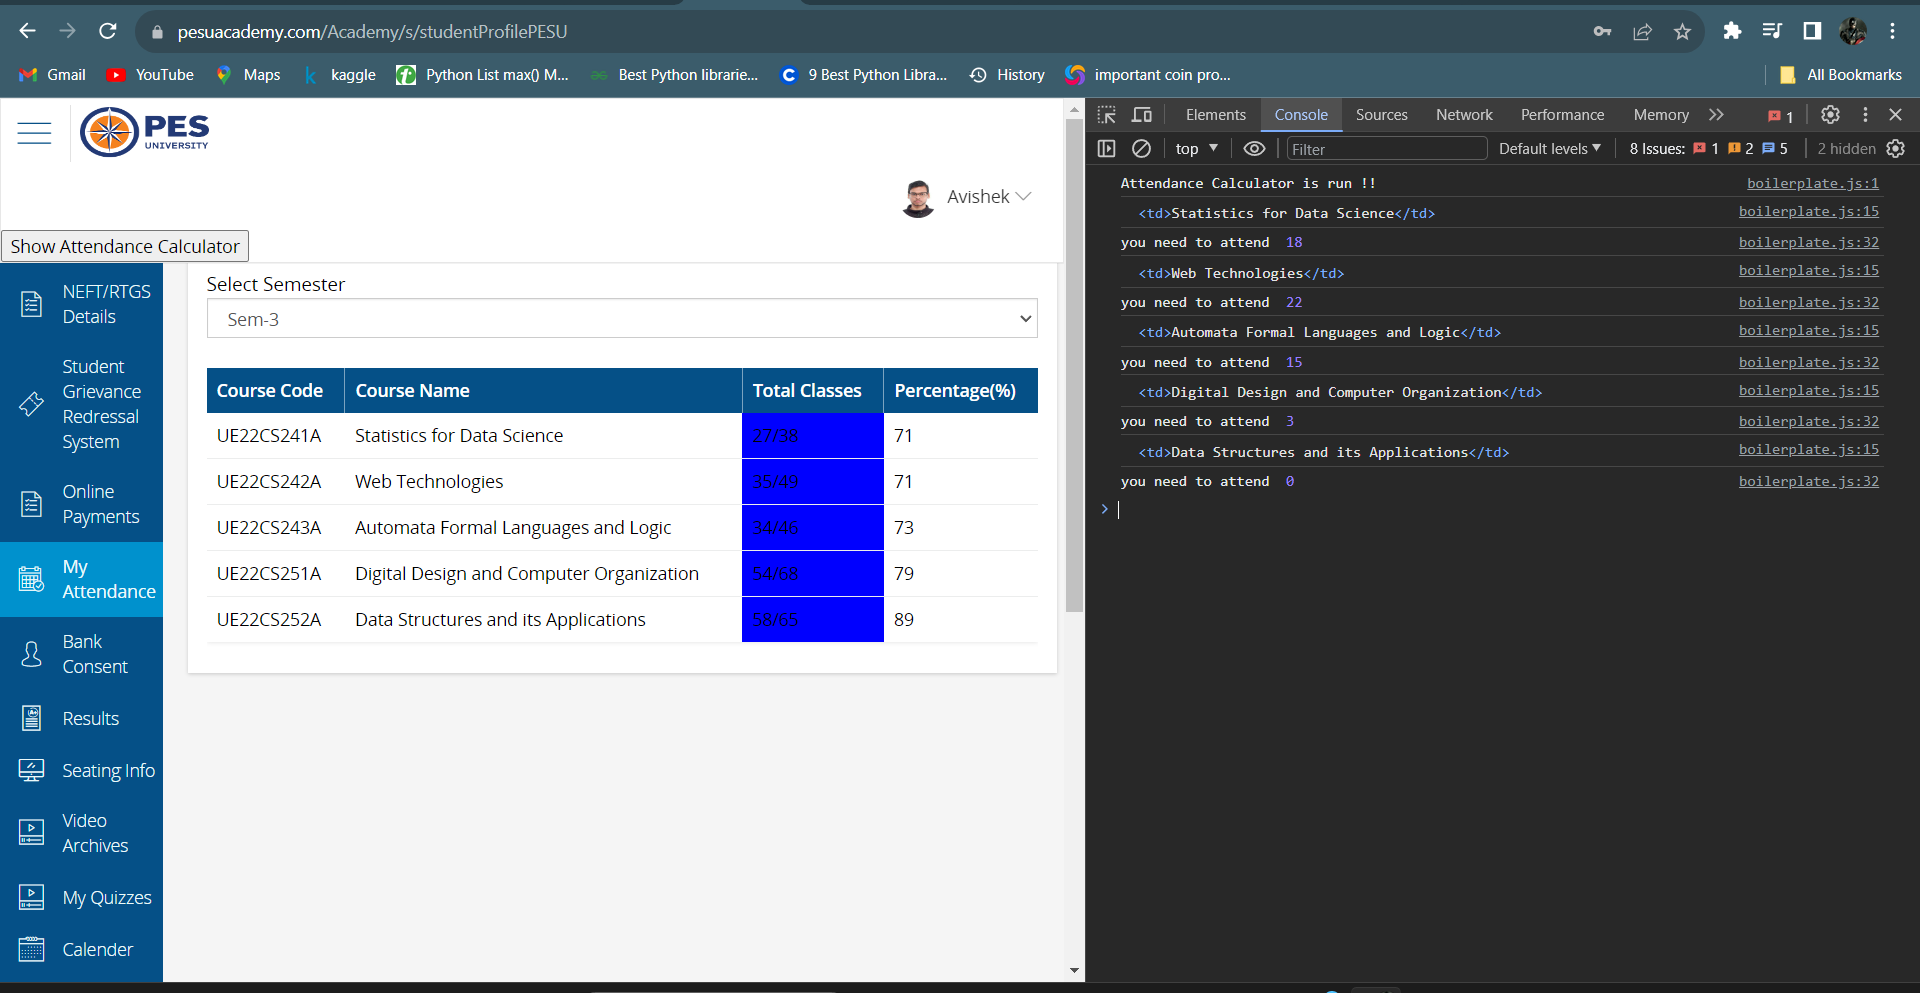 pesuacademy.com/Academy/s/studentProfilePESU
Gmail YouTube Maps kaggle Python List max() M... Best Python librarie... 9 Best Python Libra... History important coin pro... All Bookmarks
PES
UNIVERSITY
Avishek
Show Attendance Calculator
NEFT/RTGS
Details
Student
Grievance
Redressal
System
Online
Payments
My
Attendance
Bank
Consent
Results
Seating Info
Video
Archives
My Quizzes
Calender
Select Semester
Sem-3
Course Code Course Name Total Classes Percentage(%)
UE22CS241A Statistics for Data Science 27/38 71
UE22CS242A Web Technologies 35/49 71
UE22CS243A Automata Formal Languages and Logic 34/46 73
UE22CS251A Digital Design and Computer Organization 54/68 79
UE22CS252A Data Structures and its Applications 58/65 89
Elements Console Sources Network Performance Memory 1
top Filter Default levels 8 Issues: 1 2 5 2 hidden
Attendance Calculator is run !! boilerplate.js:1
<td>Statistics for Data Science</td> boilerplate.js:15
you need to attend 18 boilerplate.js:32
<td>Web Technologies</td> boilerplate.js:15
you need to attend 22 boilerplate.js:32
<td>Automata Formal Languages and Logic</td> boilerplate.js:15
you need to attend 15 boilerplate.js:32
<td>Digital Design and Computer Organization</td> boilerplate.js:15
you need to attend 3 boilerplate.js:32
<td>Data Structures and its Applications</td> boilerplate.js:15
you need to attend 0 boilerplate.js:32